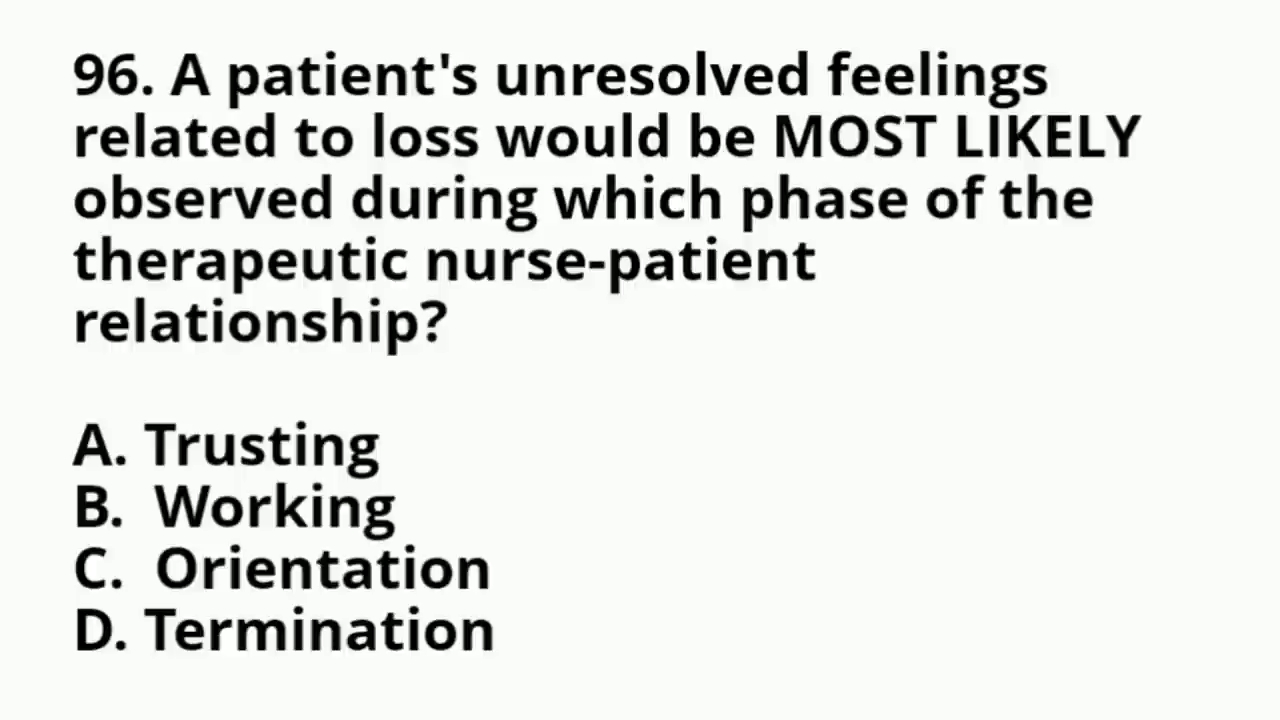 96. A patient's unresolved feelings
related to loss would be MOST LIKELY
observed during which phase of the
therapeutic nurse-patient
relationship?
A. Trusting
B. Working
C. Orientation
D. Termination